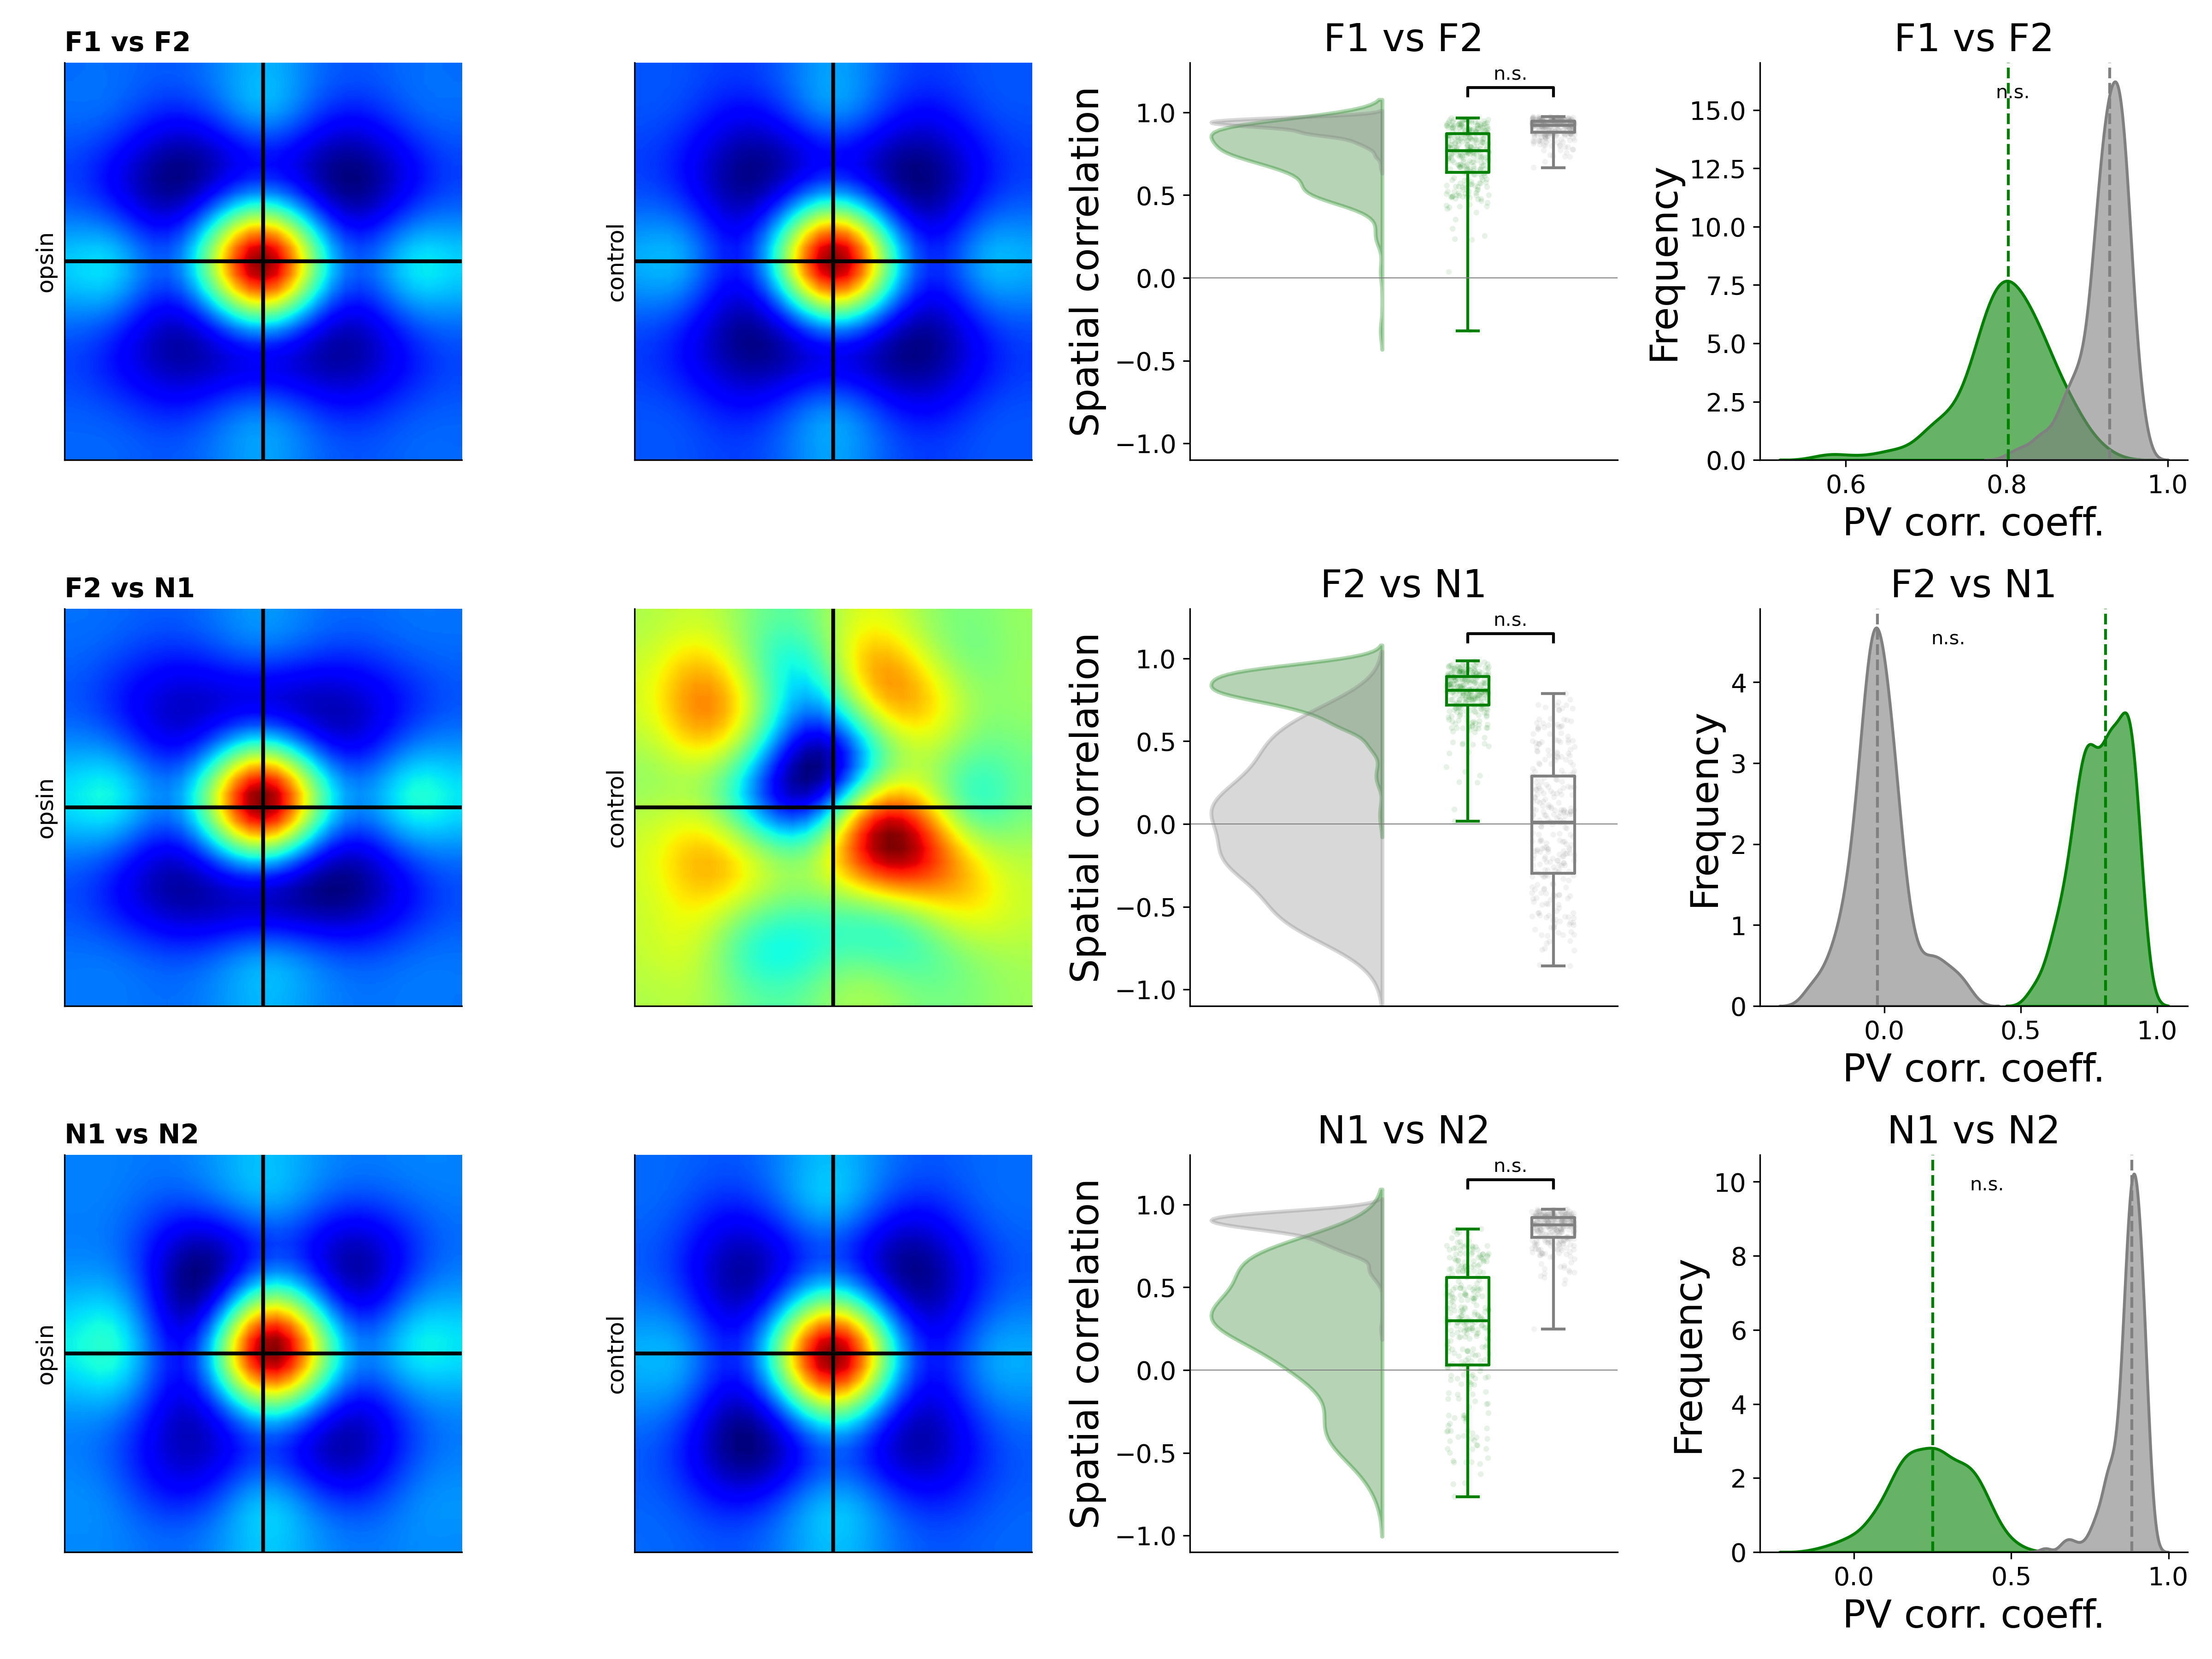 F1 vs F2
opsin
control
F1 vs F2
n.s.
Spatial correlation
1.0
0.5
0.0
−0.5
−1.0
F1 vs F2
n.s.
Frequency
15.0
12.5
10.0
7.5
5.0
2.5
0.0
0.6 0.8 1.0
PV corr. coeff.
F2 vs N1
opsin
control
F2 vs N1
n.s.
Spatial correlation
1.0
0.5
0.0
−0.5
−1.0
F2 vs N1
n.s.
Frequency
4
3
2
1
0
0.0 0.5 1.0
PV corr. coeff.
N1 vs N2
opsin
control
N1 vs N2
n.s.
Spatial correlation
1.0
0.5
0.0
−0.5
−1.0
N1 vs N2
n.s.
Frequency
10
8
6
4
2
0
0.0 0.5 1.0
PV corr. coeff.